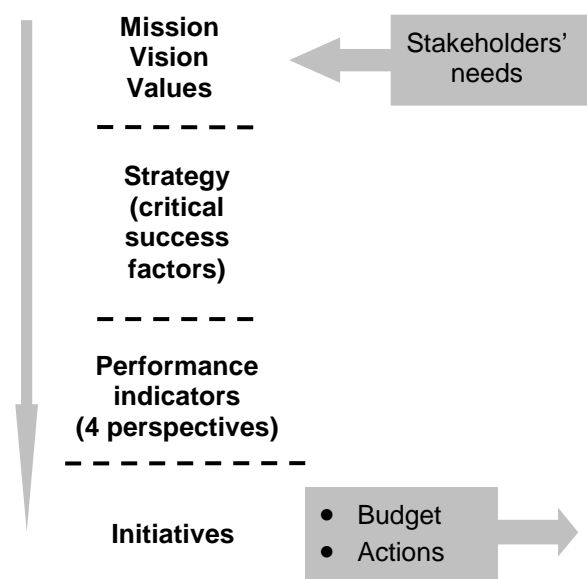 Mission
Vision
Values
Stakeholders’
needs
Strategy
(critical
success
factors)
Performance
indicators
(4 perspectives)
Initiatives
• Budget
• Actions